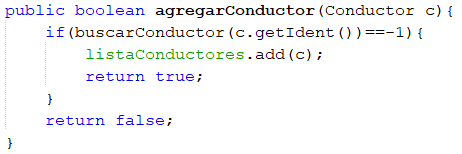 public boolean agregarConductor(Conductor c){
    if(buscarConductor(c.getIdent())==-1){
        listaConductores.add(c);
        return true;
    }
    return false;
}